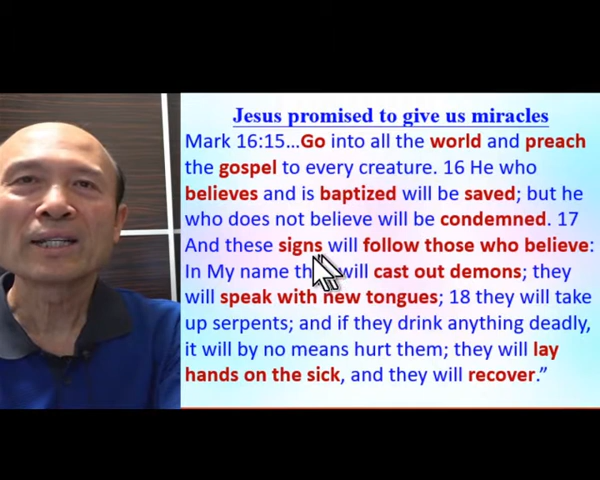 Jesus promised to give us miracles
Mark 16:15…Go into all the world and preach
the gospel to every creature. 16 He who
believes and is baptized will be saved; but he
who does not believe will be condemned. 17
And these signs will follow those who believe:
In My name th will cast out demons; they
will speak with new tongues; 18 they will take
up serpents; and if they drink anything deadly,
it will by no means hurt them; they will lay
hands on the sick, and they will recover.”